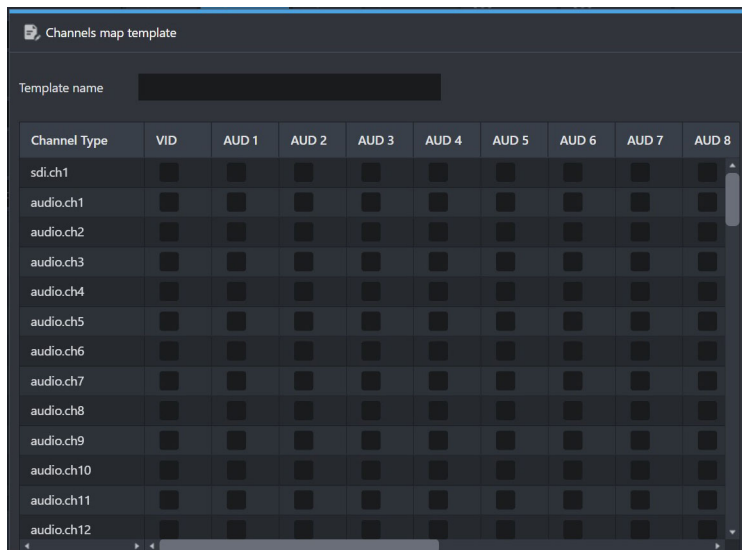 Channels map template
Template name
Channel Type VID AUD 1 AUD 2 AUD 3 AUD 4 AUD 5 AUD 6 AUD 7 AUD 8
sdi.ch1
audio.ch1
audio.ch2
audio.ch3
audio.ch4
audio.ch5
audio.ch6
audio.ch7
audio.ch8
audio.ch9
audio.ch10
audio.ch11
audio.ch12